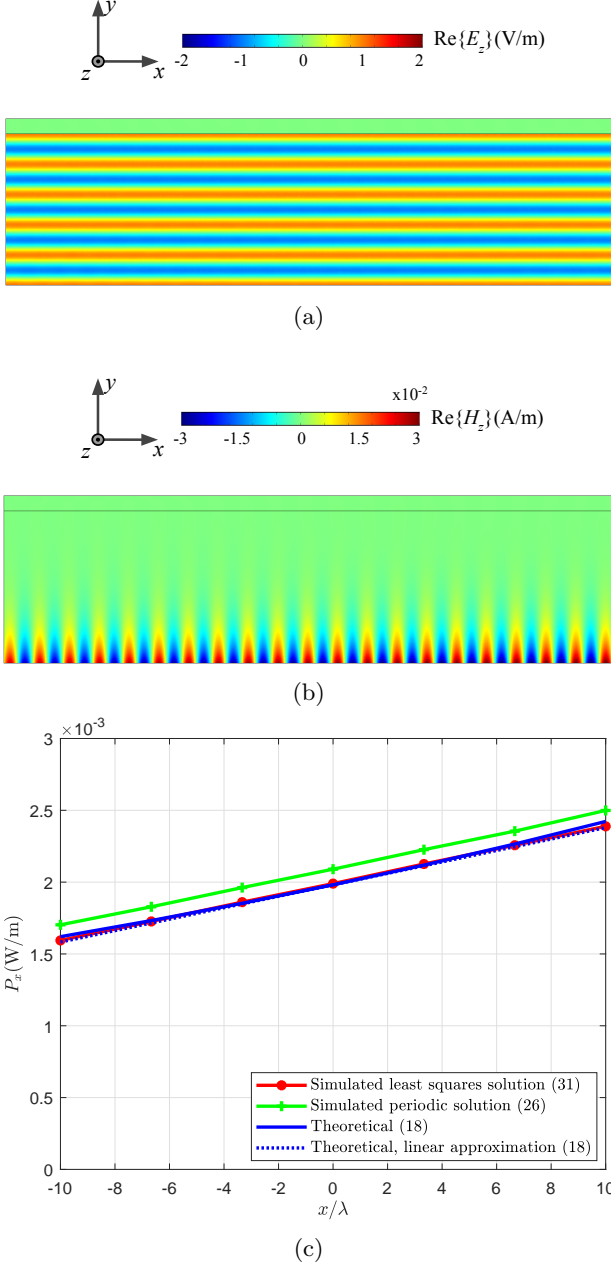 y
z
x
Re{E_z}(V/m)
-2 -1 0 1 2
(a)
y
z
x
x10^-2
Re{H_z}(A/m)
-3 -1.5 0 1.5 3
(b)
×10^-3
3
2.5
2
1.5
1
0.5
0
P_x(W/m)
Simulated least squares solution (31)
Simulated periodic solution (26)
Theoretical (18)
Theoretical, linear approximation (18)
-10 -8 -6 -4 -2 0 2 4 6 8 10
x/λ
(c)